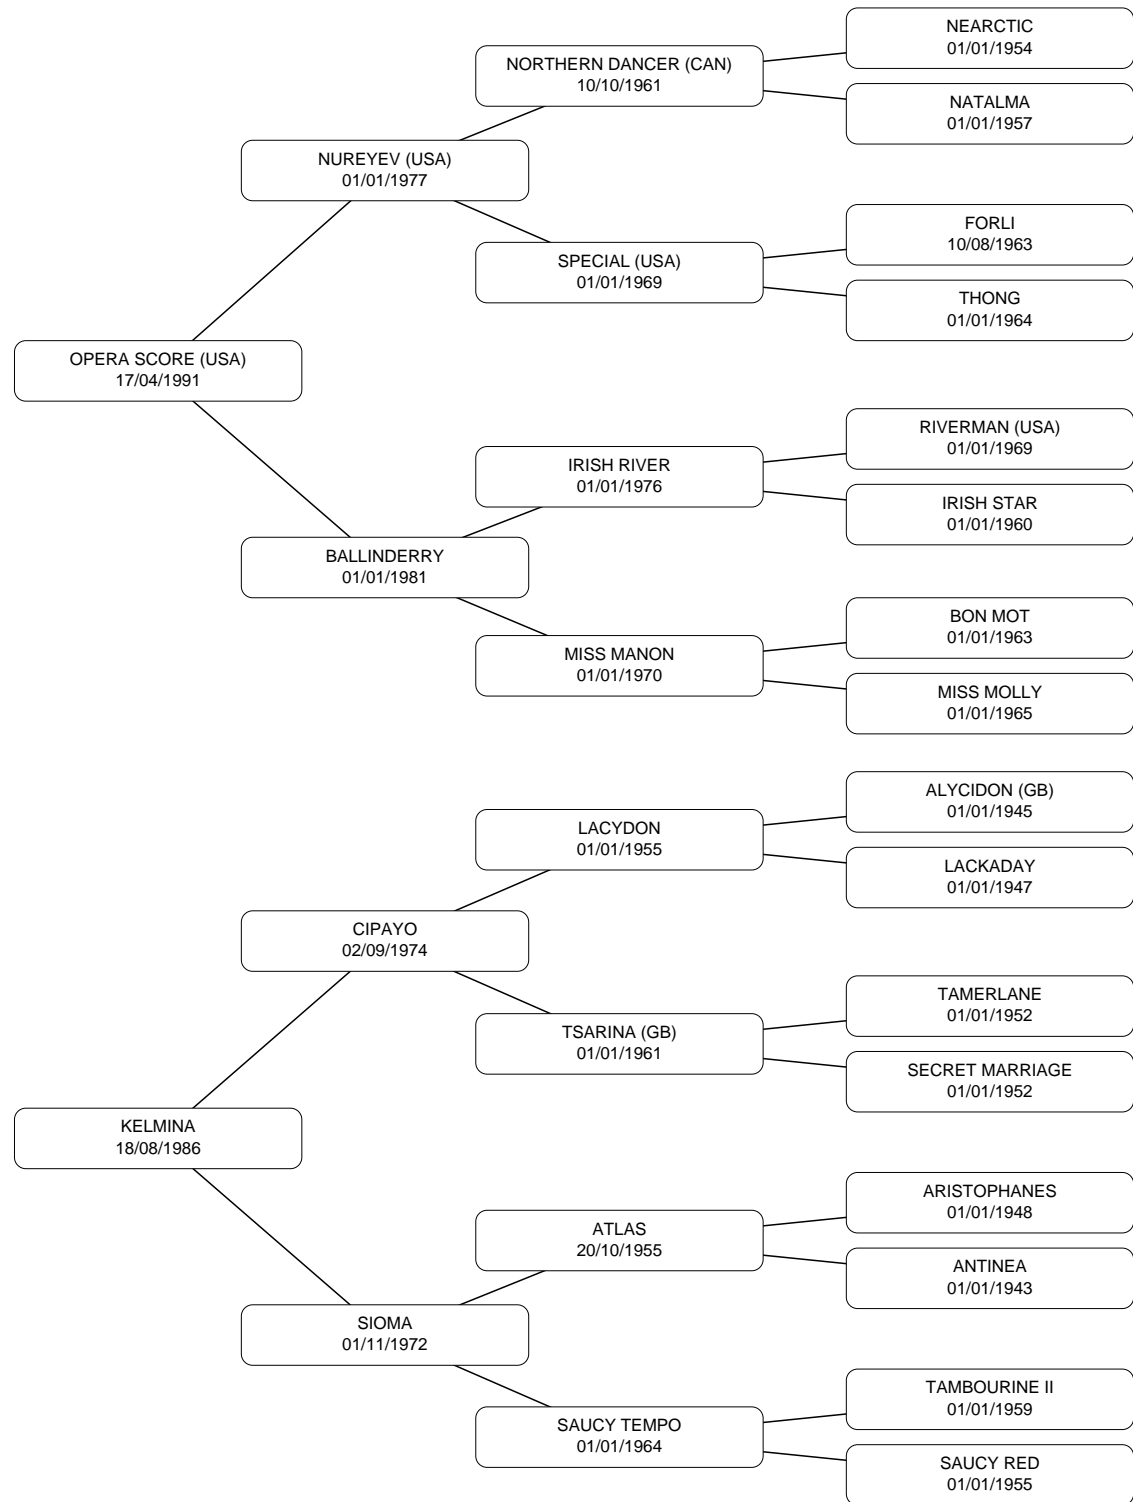 NEARCTIC
01/01/1954
NORTHERN DANCER (CAN)
10/10/1961
NATALMA
01/01/1957
NUREYEV (USA)
01/01/1977
FORLI
10/08/1963
SPECIAL (USA)
01/01/1969
THONG
01/01/1964
OPERA SCORE (USA)
17/04/1991
RIVERMAN (USA)
01/01/1969
IRISH RIVER
01/01/1976
IRISH STAR
01/01/1960
BALLINDERRY
01/01/1981
BON MOT
01/01/1963
MISS MANON
01/01/1970
MISS MOLLY
01/01/1965
ALYCIDON (GB)
01/01/1945
LACYDON
01/01/1955
LACKADAY
01/01/1947
CIPAYO
02/09/1974
TAMERLANE
01/01/1952
TSARINA (GB)
01/01/1961
SECRET MARRIAGE
01/01/1952
KELMINA
18/08/1986
ARISTOPHANES
01/01/1948
ATLAS
20/10/1955
ANTINEA
01/01/1943
SIOMA
01/11/1972
TAMBOURINE II
01/01/1959
SAUCY TEMPO
01/01/1964
SAUCY RED
01/01/1955